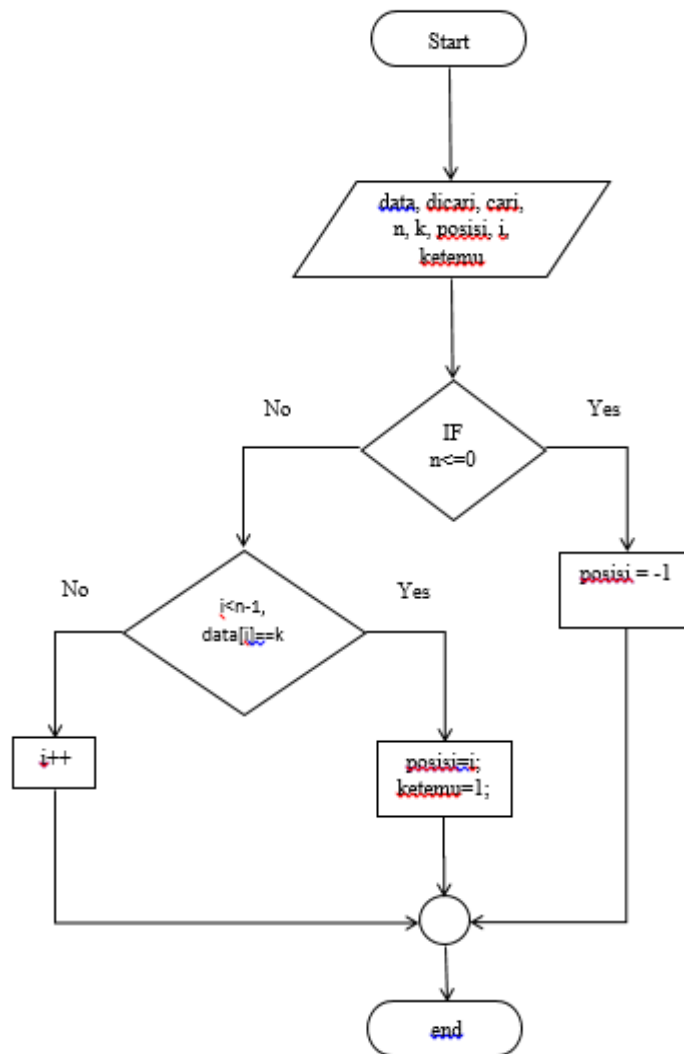 Start
data, dicari, cari,
n, k, posisi, i,
ketemu
No
Yes
IF
n<=0
No
Yes
posisi = -1
i<n-1,
data[i]==k
i++
posisi=i;
ketemu=1;
end